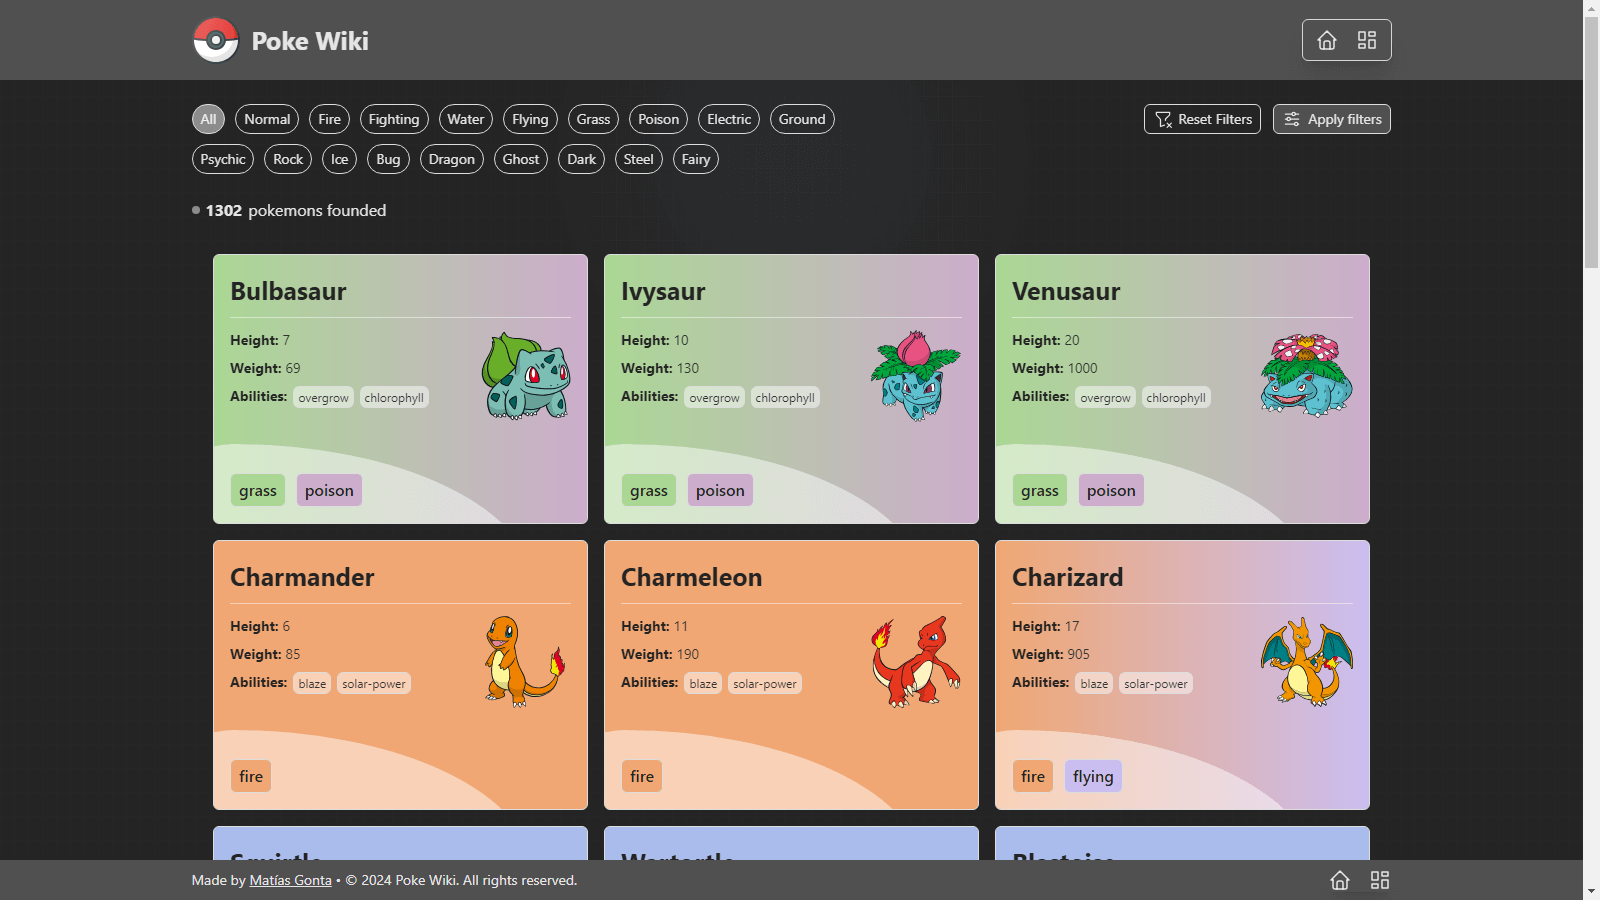 Poke Wiki
All Normal Fire Fighting Water Flying Grass Poison Electric Ground
Reset Filters Apply filters
Psychic Rock Ice Bug Dragon Ghost Dark Steel Fairy
1302 pokemons founded
Bulbasaur
Height: 7
Weight: 69
Abilities: overgrow chlorophyll
grass poison
Ivysaur
Height: 10
Weight: 130
Abilities: overgrow chlorophyll
grass poison
Venusaur
Height: 20
Weight: 1000
Abilities: overgrow chlorophyll
grass poison
Charmander
Height: 6
Weight: 85
Abilities: blaze solar-power
fire
Charmeleon
Height: 11
Weight: 190
Abilities: blaze solar-power
fire
Charizard
Height: 17
Weight: 905
Abilities: blaze solar-power
fire flying
Squirtle
Wartortle
Blastoise
Made by Matías Gonta • © 2024 Poke Wiki. All rights reserved.